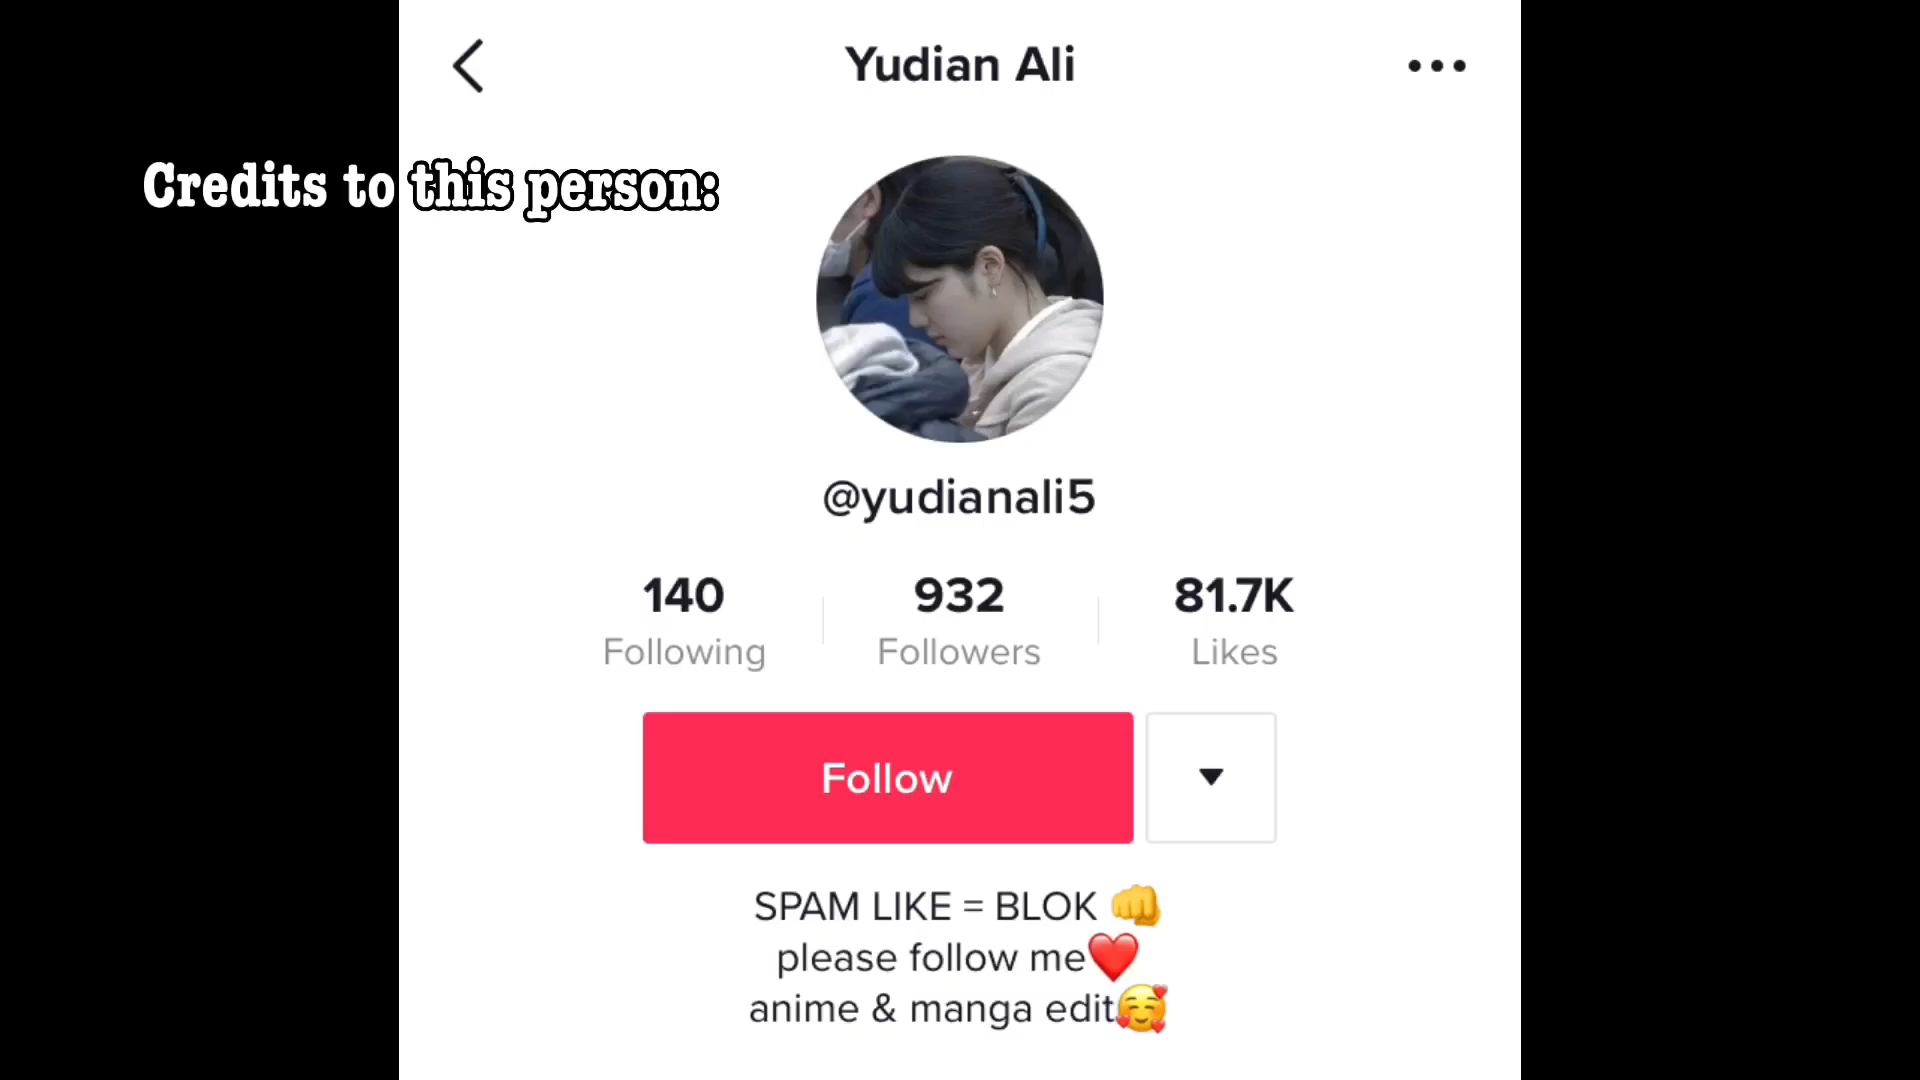 Yudian Ali
Credits to this person:
@yudianali5
140
Following
932
Followers
81.7K
Likes
Follow
SPAM LIKE = BLOK 👊
please follow me❤️
anime & manga edit🥰